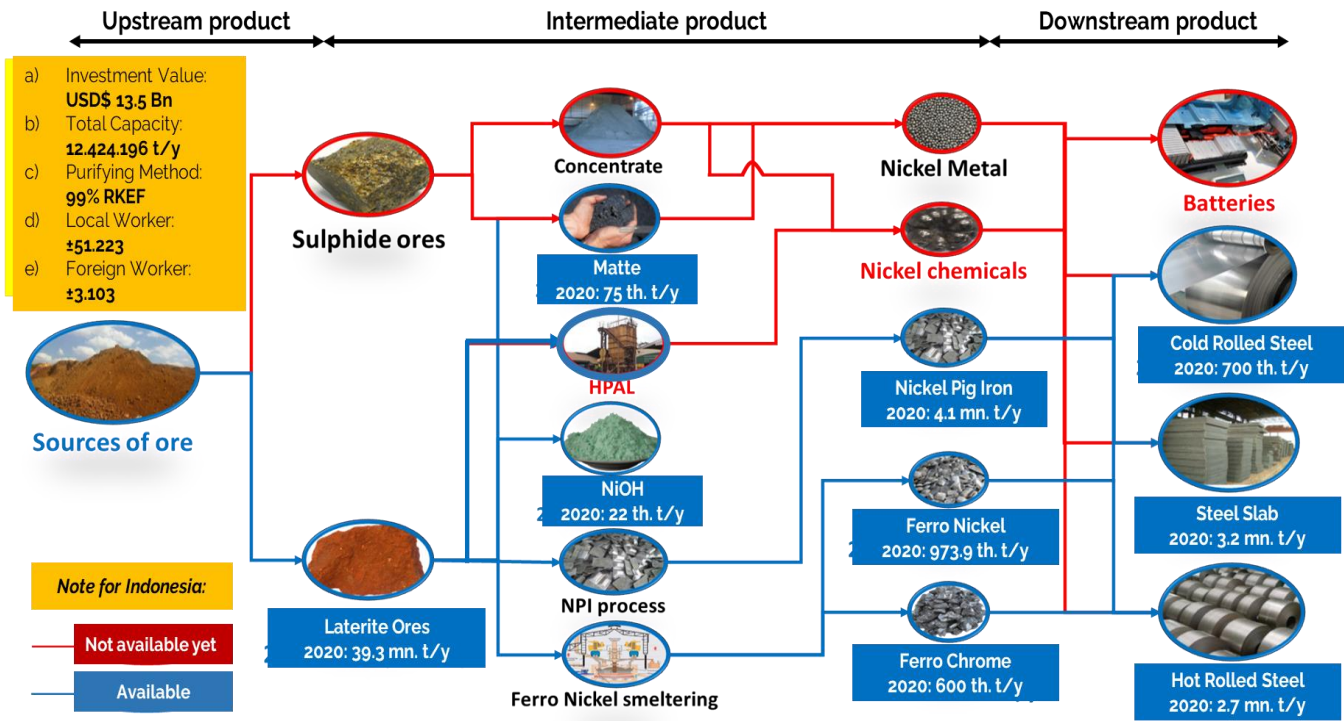 Upstream product
Intermediate product
Downstream product
a) Investment Value:
USD$ 13.5 Bn
b) Total Capacity:
12.424.196 t/y
c) Purifying Method:
99% RKEF
d) Local Worker:
±51.223
e) Foreign Worker:
±3.103
Sources of ore
Note for Indonesia:
Not available yet
Available
Sulphide ores
Laterite Ores
2020: 39.3 mn. t/y
Concentrate
Matte
2020: 75 th. t/y
HPAL
NiOH
2020: 22 th. t/y
NPI process
Ferro Nickel smeltering
Nickel Metal
Nickel chemicals
Nickel Pig Iron
2020: 4.1 mn. t/y
Ferro Nickel
2020: 973.9 th. t/y
Ferro Chrome
2020: 600 th. t/y
Batteries
Cold Rolled Steel
2020: 700 th. t/y
Steel Slab
2020: 3.2 mn. t/y
Hot Rolled Steel
2020: 2.7 mn. t/y